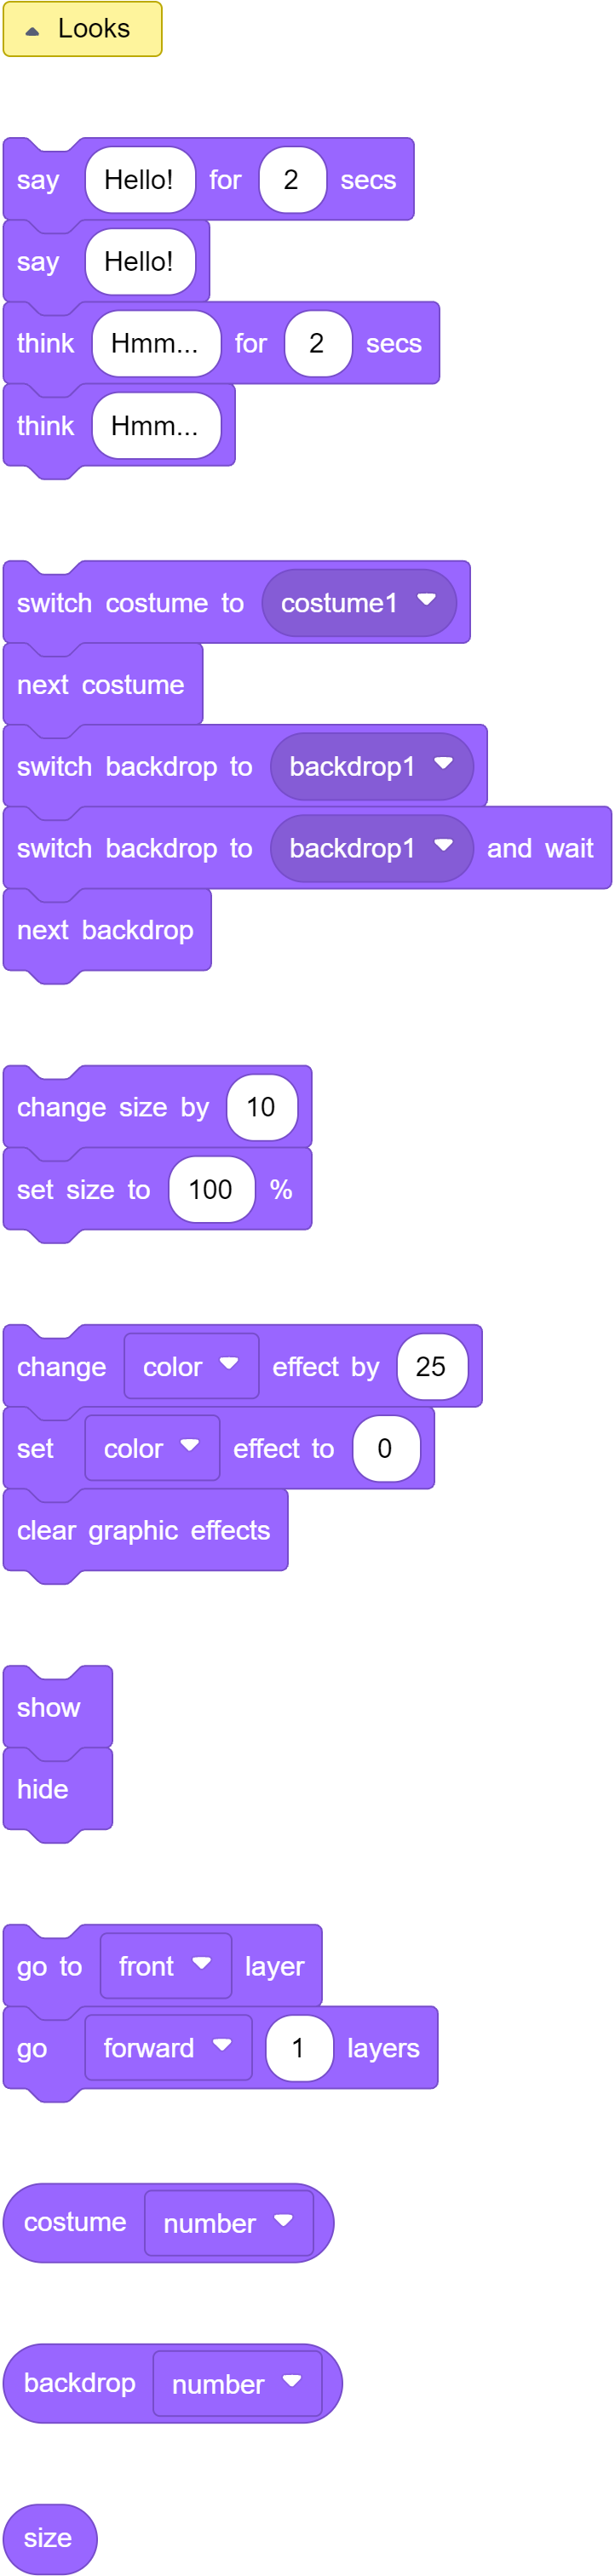 Looks
say Hello! for 2 secs
say Hello!
think Hmm... for 2 secs
think Hmm...
switch costume to costume1
next costume
switch backdrop to backdrop1
switch backdrop to backdrop1 and wait
next backdrop
change size by 10
set size to 100 %
change color effect by 25
set color effect to 0
clear graphic effects
show
hide
go to front layer
go forward 1 layers
costume number
backdrop number
size